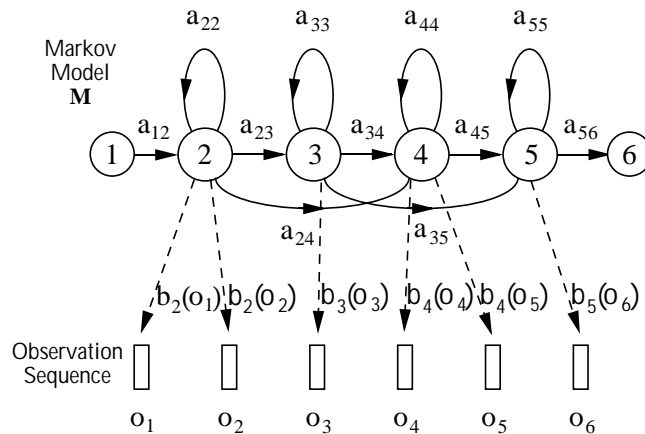 a22 a33 a44 a55
Markov
Model
M
a12 a23 a34 a45 a56
1 2 3 4 5 6
a24 a35
b2(o1) b2(o2) b3(o3) b4(o4) b4(o5) b5(o6)
Observation
Sequence
o1 o2 o3 o4 o5 o6